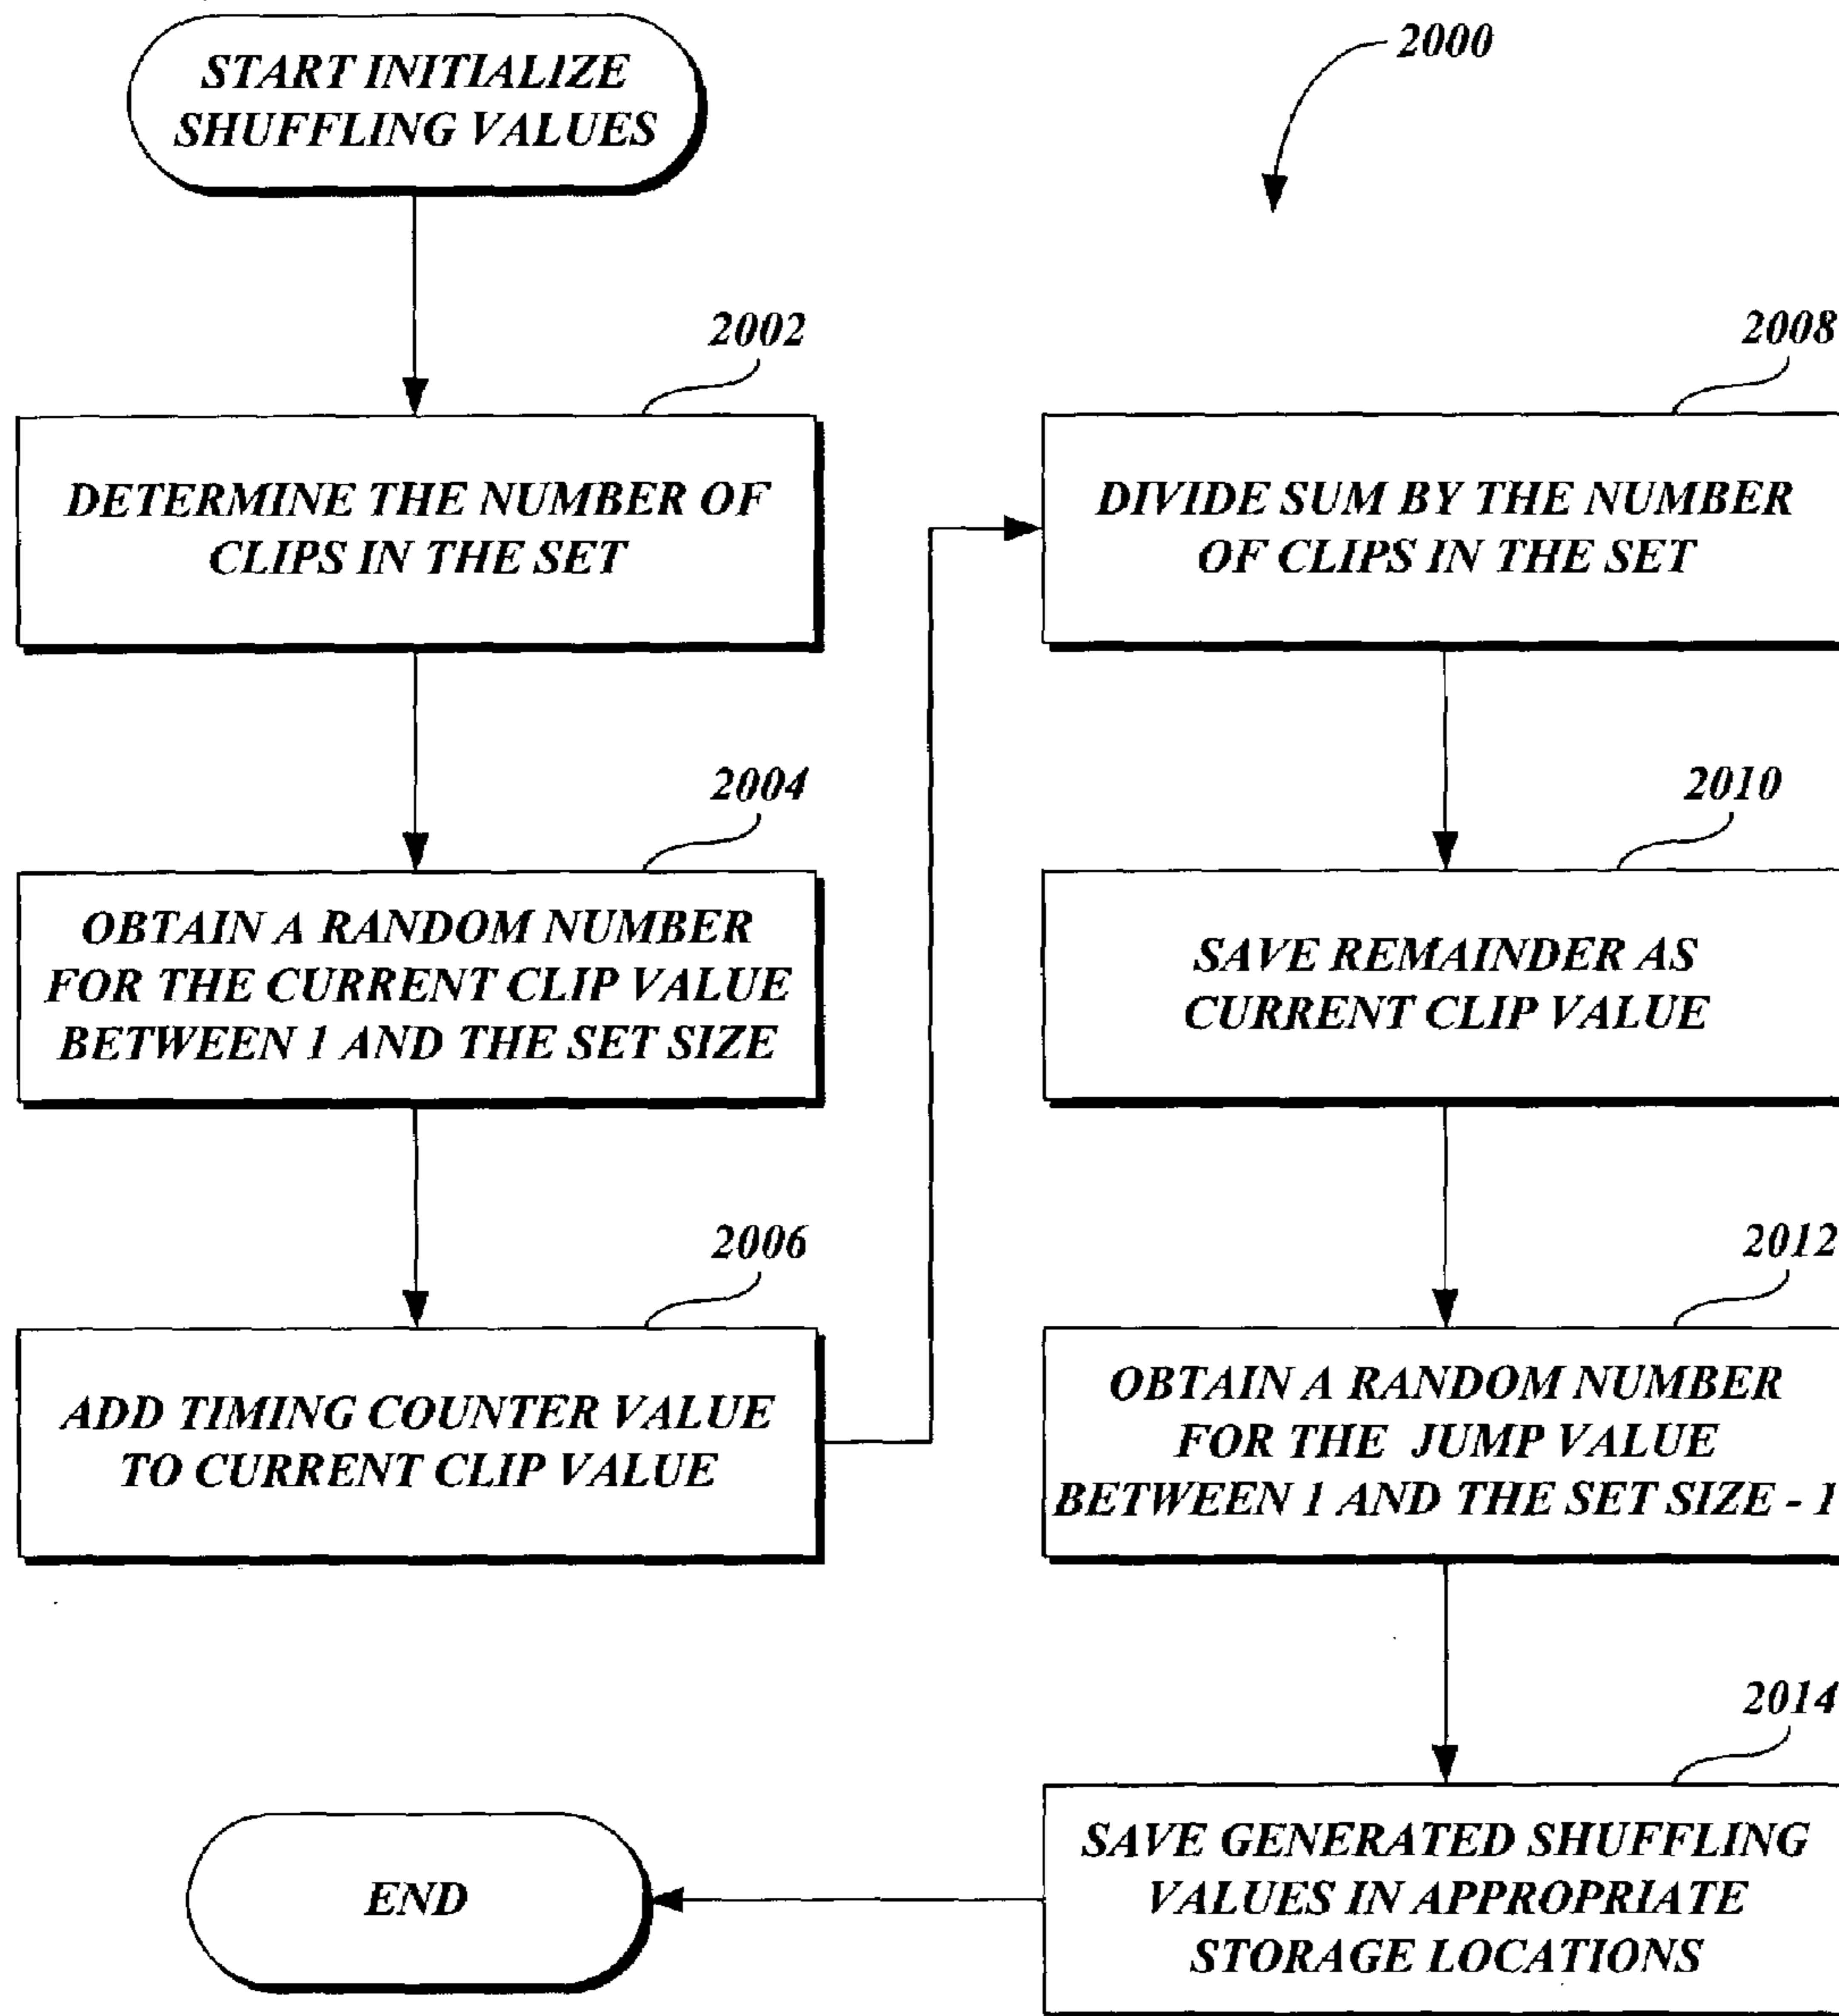 START INITIALIZE
SHUFFLING VALUES
2000
2002
DETERMINE THE NUMBER OF
CLIPS IN THE SET
2004
OBTAIN A RANDOM NUMBER
FOR THE CURRENT CLIP VALUE
BETWEEN 1 AND THE SET SIZE
2006
ADD TIMING COUNTER VALUE
TO CURRENT CLIP VALUE
2008
DIVIDE SUM BY THE NUMBER
OF CLIPS IN THE SET
2010
SAVE REMAINDER AS
CURRENT CLIP VALUE
2012
OBTAIN A RANDOM NUMBER
FOR THE JUMP VALUE
BETWEEN 1 AND THE SET SIZE - 1
2014
SAVE GENERATED SHUFFLING
VALUES IN APPROPRIATE
STORAGE LOCATIONS
END